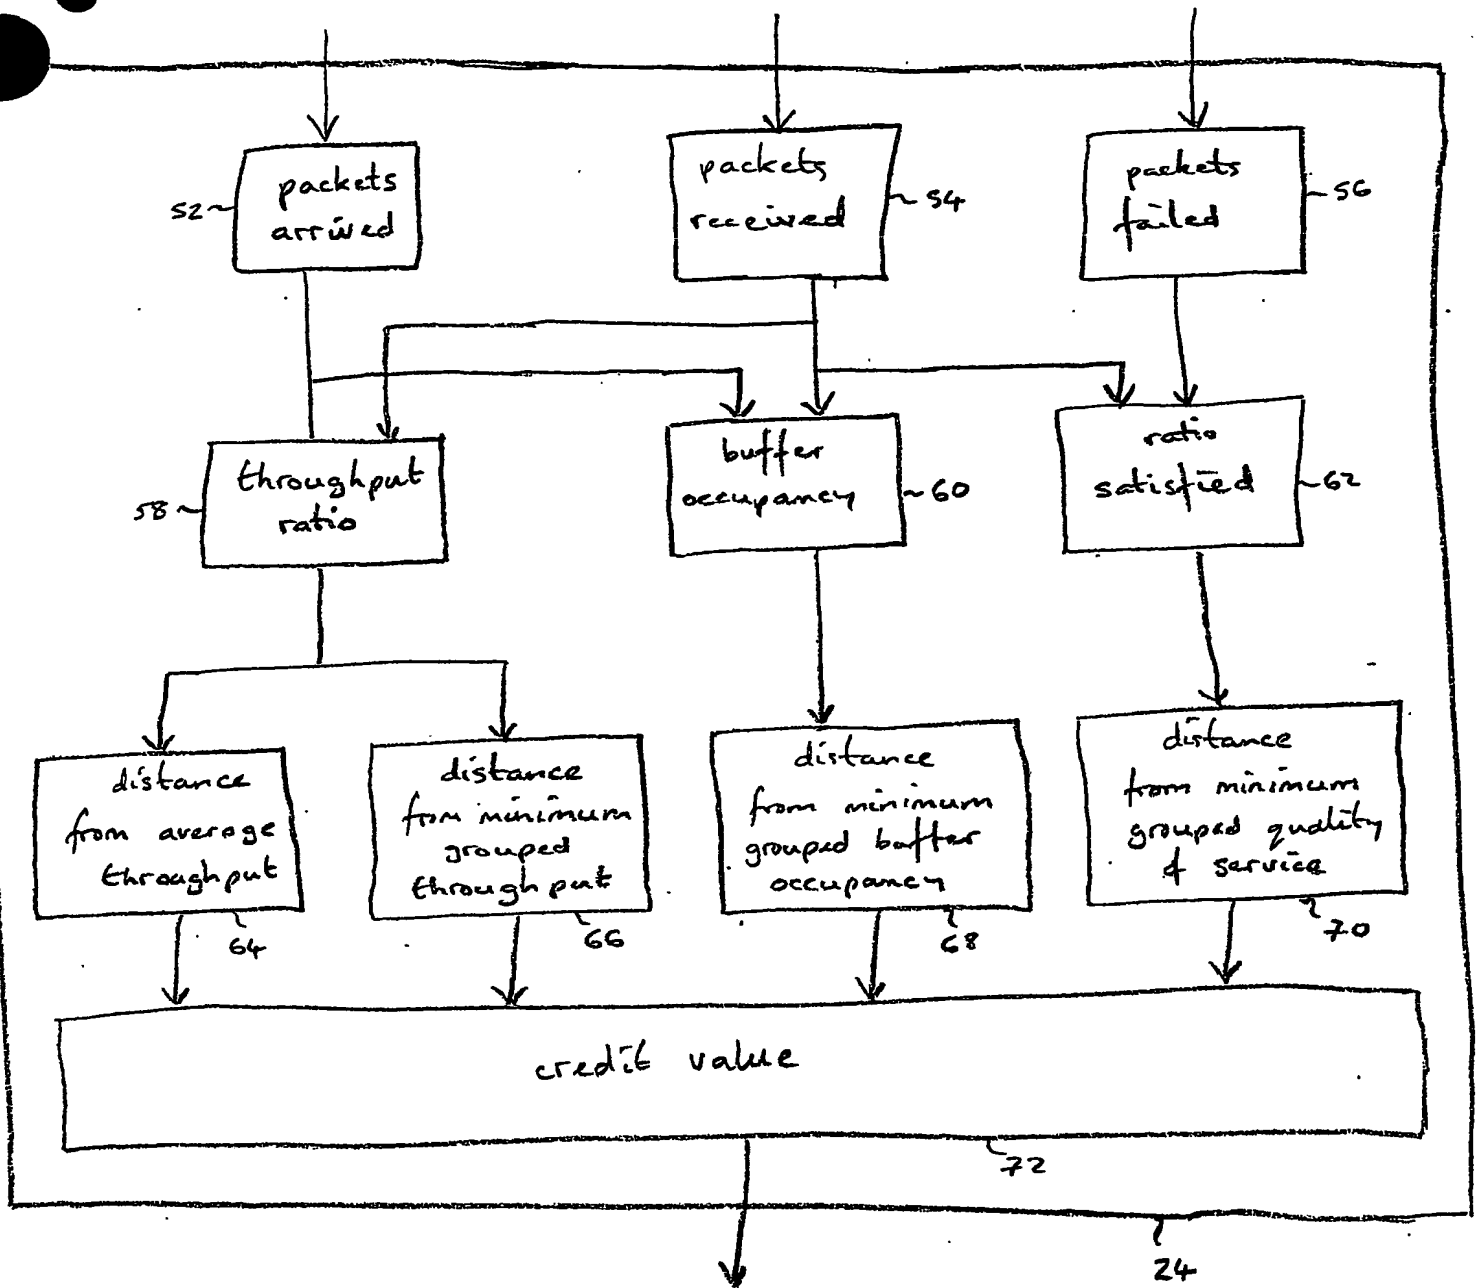 packets
arrived
52
packets
received
54
packets
failed
56
throughput
ratio
58
buffer
occupancy
60
ratio
satisfied
62
distance
from average
throughput
64
distance
from minimum
grouped
throughput
66
distance
from minimum
grouped buffer
occupancy
68
distance
from minimum
grouped quality
of service
70
credit value
72
24